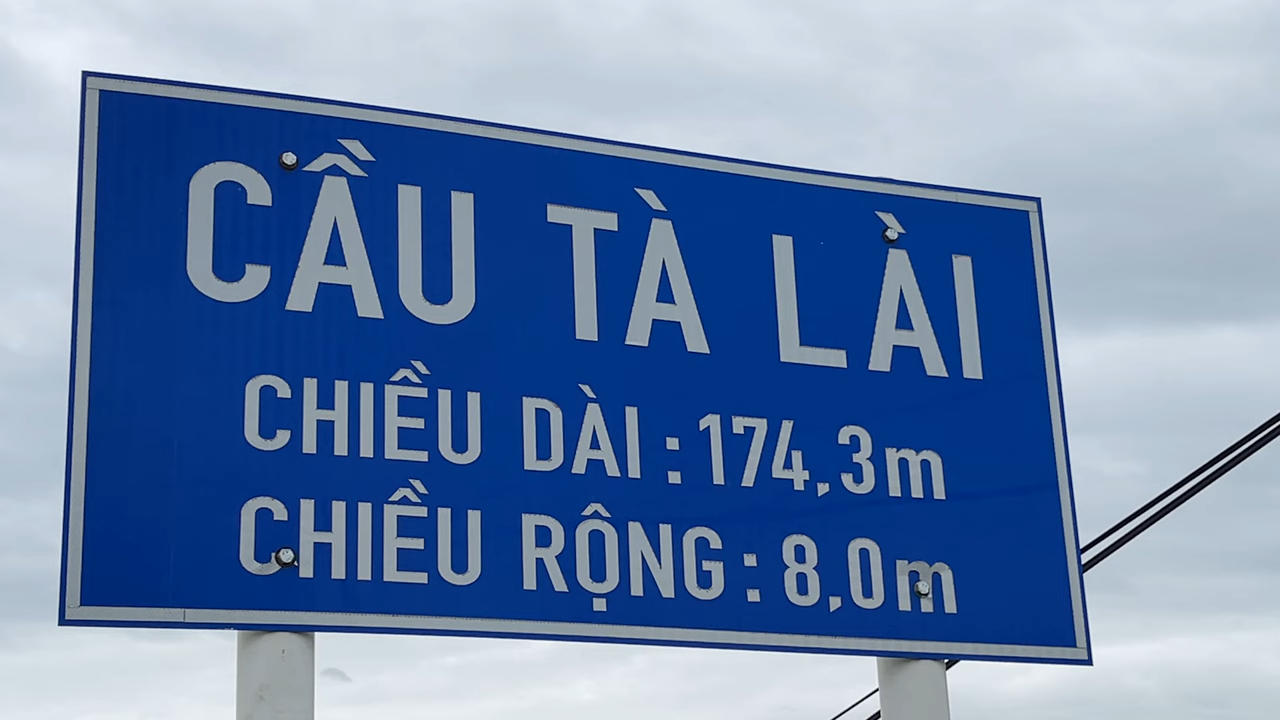 CẦU TÀ LÀI
CHIỀU DÀI : 174,3m
CHIỀU RỘNG : 8,0m